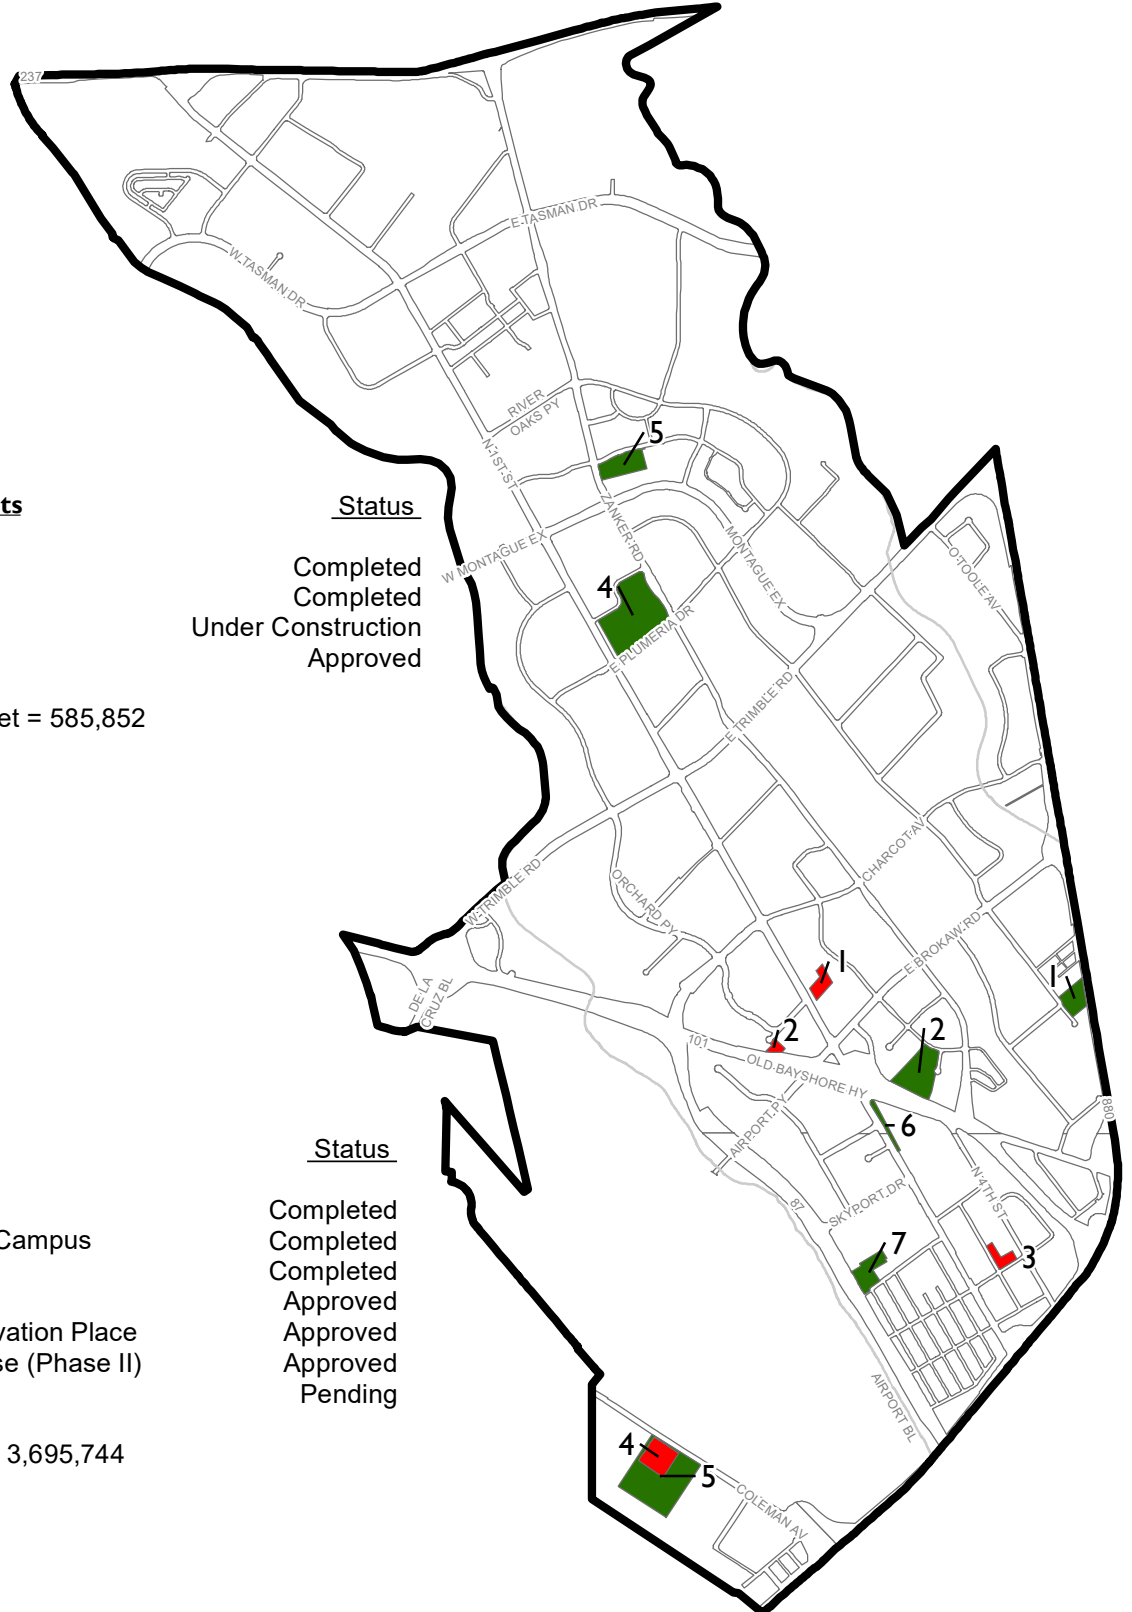 237
E TASMAN DR
W TASMAN DR
RIVER
OAKS PY
5
N 1ST ST
ts
Status
ZANKER RD
W MONTAGUE EX
MONTAGUE EX
O TOOLE AV
Completed
4
Completed
Under Construction
E PLUMERIA DR
Approved
E TRIMBLE RD
et = 585,852
CHARCOT AV
W TRIMBLE RD
ORCHARD PY
E BROKAW RD
1
1
DE LA
CRUZ BL
2
2
101
OLD BAYSHORE HY
880
AIRPORT PY
6
Status
N 4TH ST
87
SKYPORT DR
Completed
Campus
Completed
7
3
Completed
Approved
vation Place
Approved
se (Phase II)
Approved
Pending
AIRPORT BL
3,695,744
4
5
COLEMAN AV